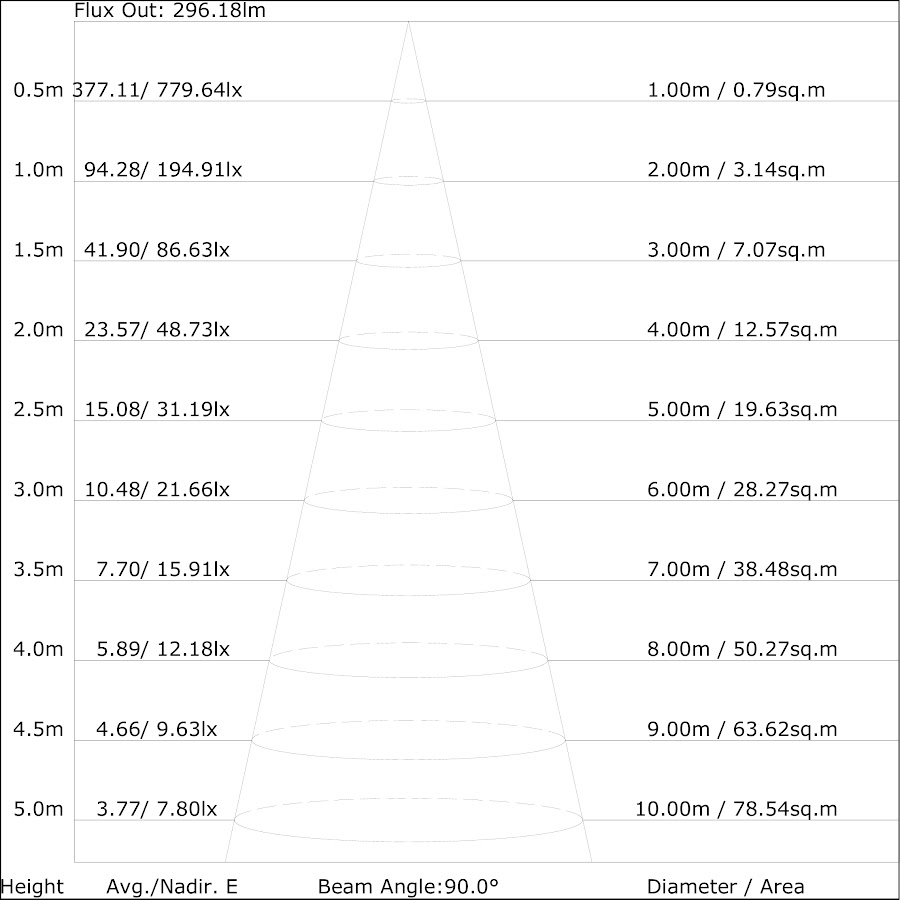 Flux Out: 296.18lm
0.5m 377.11/ 779.64lx 1.00m / 0.79sq.m
1.0m 94.28/ 194.91lx 2.00m / 3.14sq.m
1.5m 41.90/ 86.63lx 3.00m / 7.07sq.m
2.0m 23.57/ 48.73lx 4.00m / 12.57sq.m
2.5m 15.08/ 31.19lx 5.00m / 19.63sq.m
3.0m 10.48/ 21.66lx 6.00m / 28.27sq.m
3.5m 7.70/ 15.91lx 7.00m / 38.48sq.m
4.0m 5.89/ 12.18lx 8.00m / 50.27sq.m
4.5m 4.66/ 9.63lx 9.00m / 63.62sq.m
5.0m 3.77/ 7.80lx 10.00m / 78.54sq.m
Height Avg./Nadir. E Beam Angle:90.0° Diameter / Area